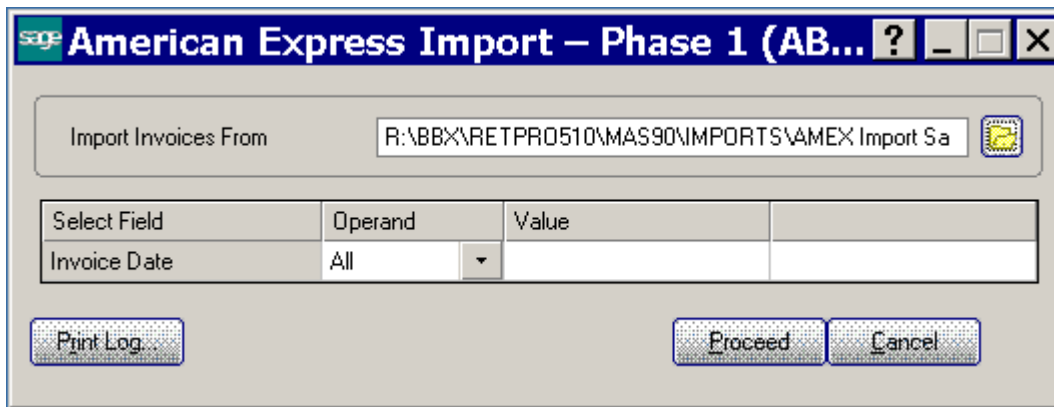 sage American Express Import – Phase 1 (AB... ?
Import Invoices From R:\BBX\RETPRO510\MAS90\IMPORTS\AMEX Import Sa
Select Field Operand Value
Invoice Date All
Print Log... Proceed Cancel